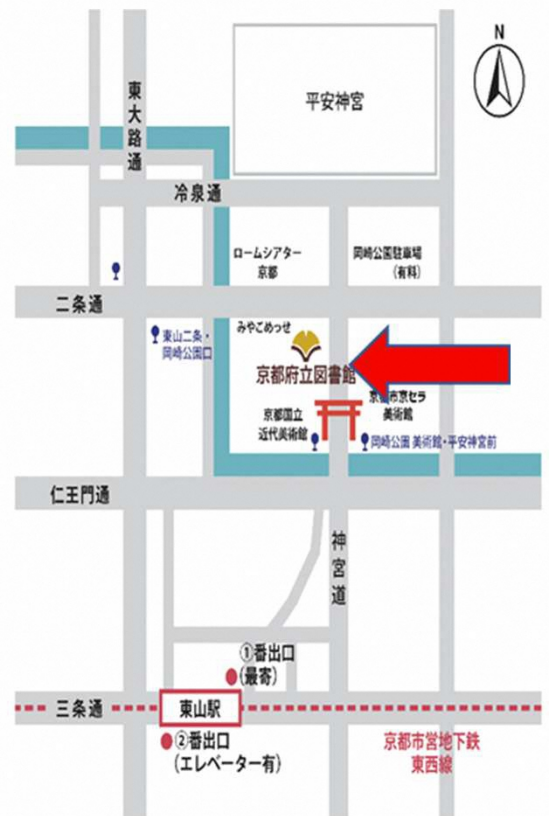 N
東大路通
平安神宮
冷泉通
ロームシアター
京都
岡崎公園駐車場
(有料)
二条通
東山二条・
岡崎公園口
みやこめっせ
京都府立図書館
京都市京セラ
美術館
京都国立
近代美術館
岡崎公園 美術館・平安神宮前
仁王門通
神宮道
①番出口
(最寄)
三条通
東山駅
②番出口
(エレベーター有)
京都市営地下鉄
東西線